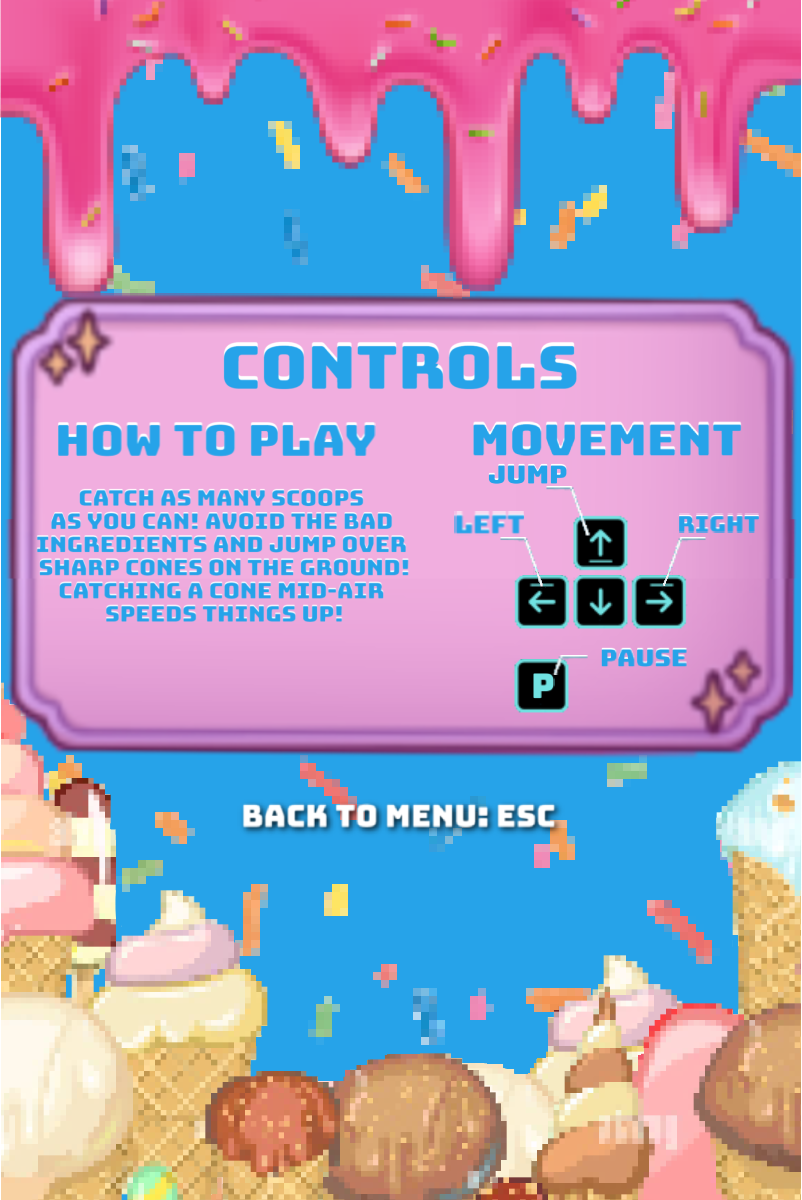 CONTROLS
HOW TO PLAY
CATCH AS MANY SCOOPS
AS YOU CAN! AVOID THE BAD
INGREDIENTS AND JUMP OVER
SHARP CONES ON THE GROUND!
CATCHING A CONE MID-AIR
SPEEDS THINGS UP!
MOVEMENT
JUMP
LEFT
RIGHT
↑
← ↓ →
PAUSE
P
BACK TO MENU: ESC